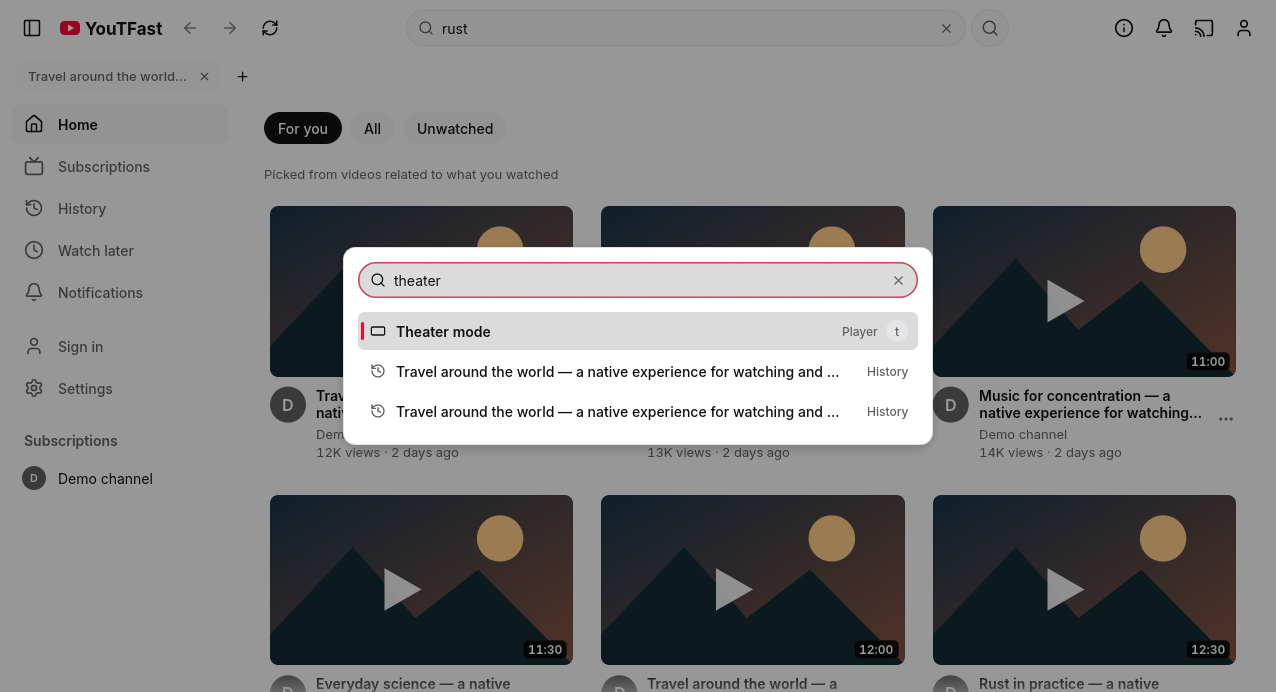 YouTFast
rust
Travel around the world...
Home
Subscriptions
History
Watch later
Notifications
Sign in
Settings
Subscriptions
D
Demo channel
For you
All
Unwatched
Picked from videos related to what you watched
theater
Theater mode
Player
t
Travel around the world — a native experience for watching and ...
History
Travel around the world — a native experience for watching and ...
History
D
12K views · 2 days ago
13K views · 2 days ago
11:00
D
Music for concentration — a
native experience for watching...
Demo channel
14K views · 2 days ago
11:30
12:00
12:30
Everyday science — a native
Travel around the world — a
Rust in practice — a native